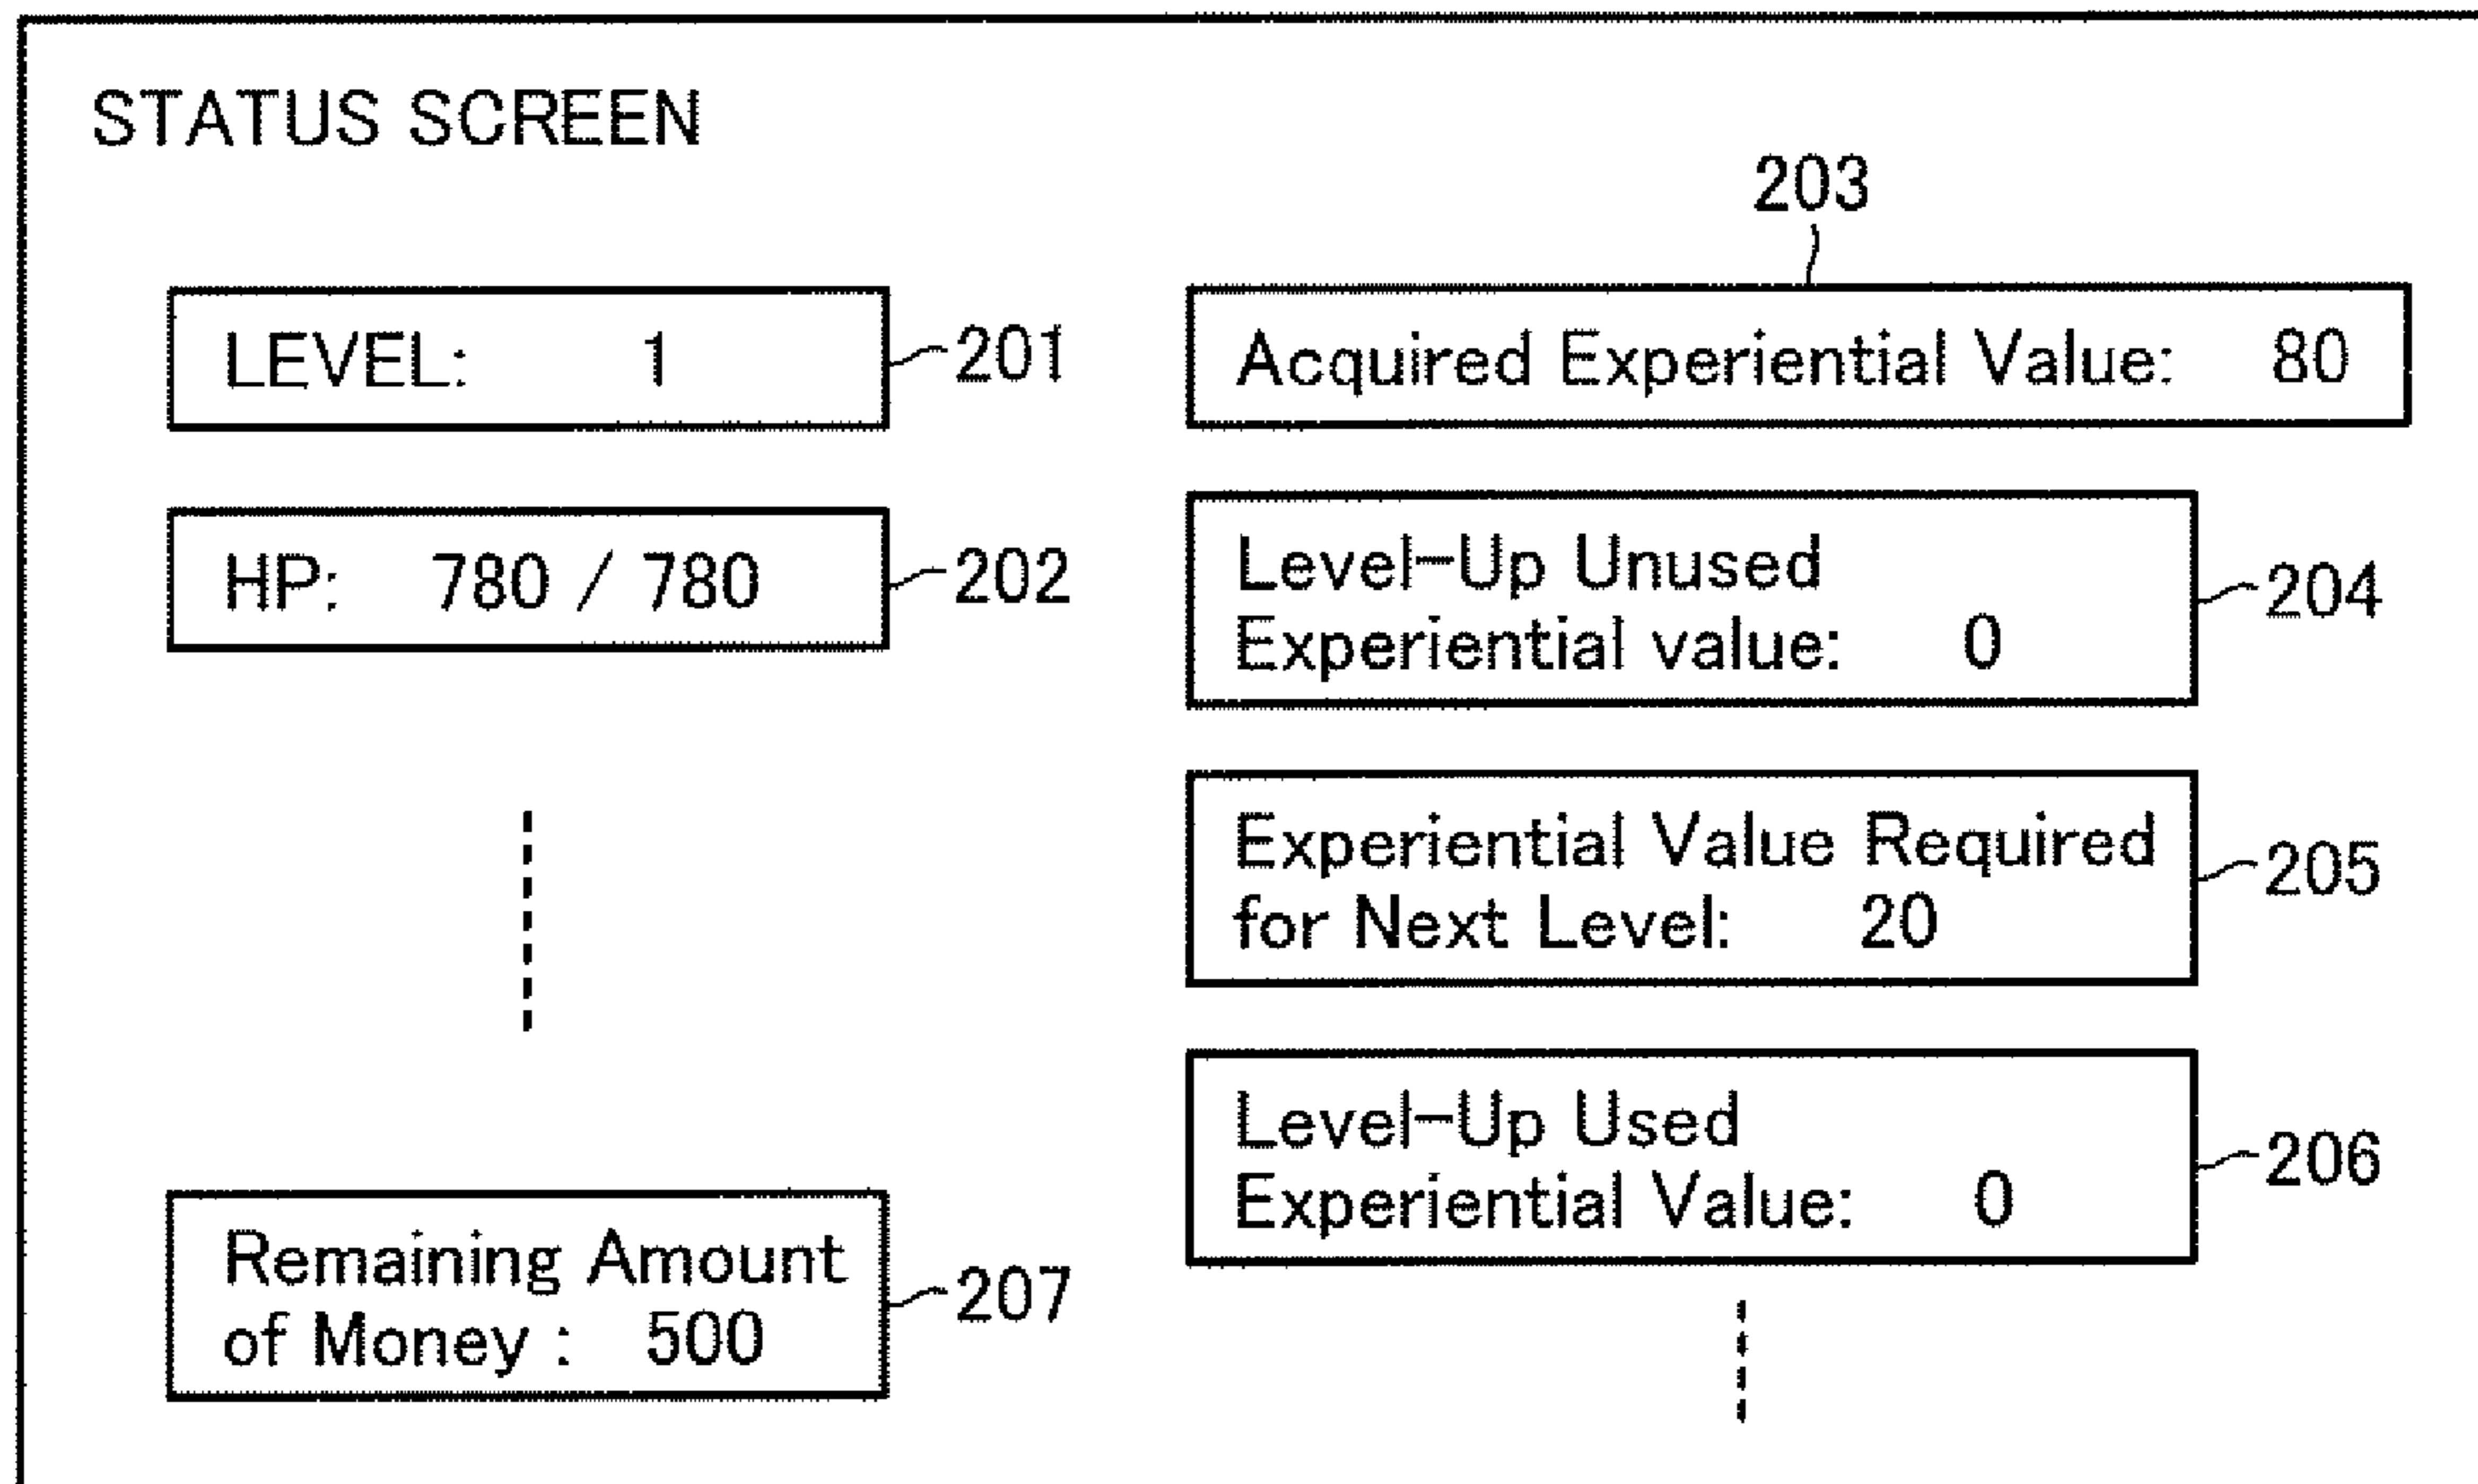 STATUS SCREEN
LEVEL: 1
201
HP: 780 / 780
202
Remaining Amount
of Money : 500
207
203
Acquired Experiential Value: 80
Level-Up Unused
Experiential value: 0
204
Experiential Value Required
for Next Level: 20
205
Level-Up Used
Experiential Value: 0
206